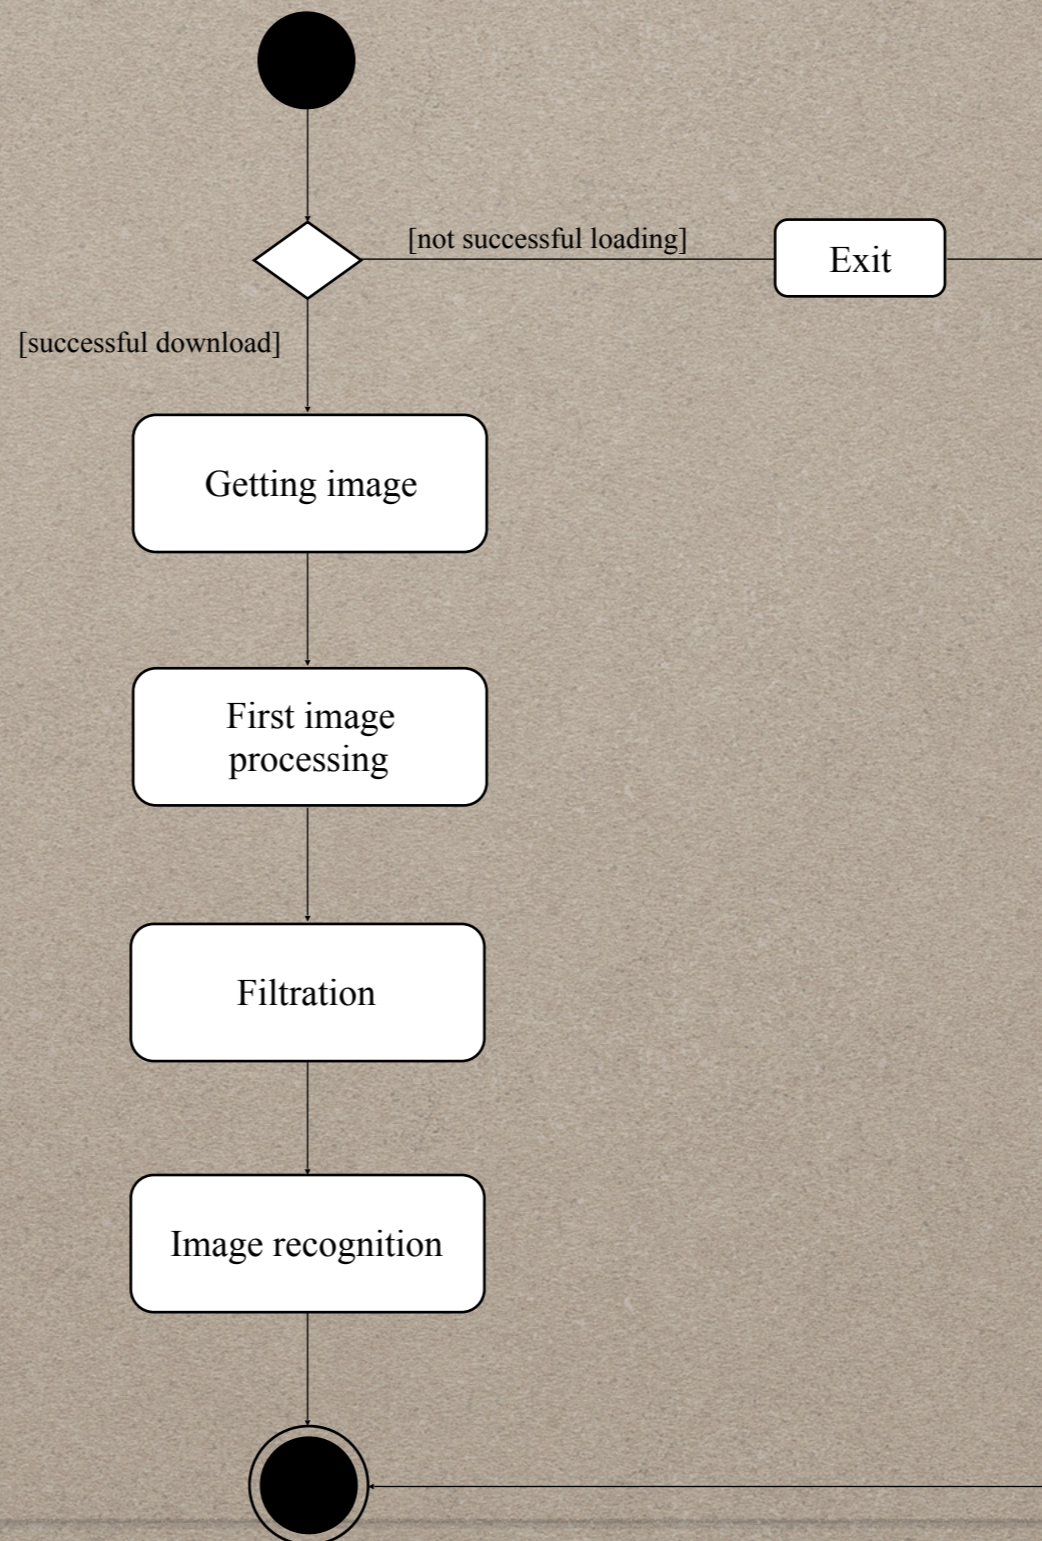 [not successful loading]
Exit
[successful download]
Getting image
First image
processing
Filtration
Image recognition